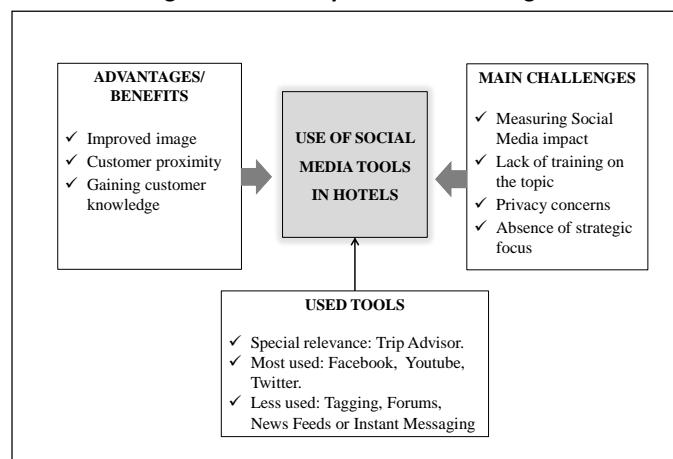 ADVANTAGES/
BENEFITS
✓ Improved image
✓ Customer proximity
✓ Gaining customer
knowledge
USE OF SOCIAL
MEDIA TOOLS
IN HOTELS
MAIN CHALLENGES
✓ Measuring Social
Media impact
✓ Lack of training on
the topic
✓ Privacy concerns
✓ Absence of strategic
focus
USED TOOLS
✓ Special relevance: Trip Advisor.
✓ Most used: Facebook, Youtube,
Twitter.
✓ Less used: Tagging, Forums,
News Feeds or Instant Messaging